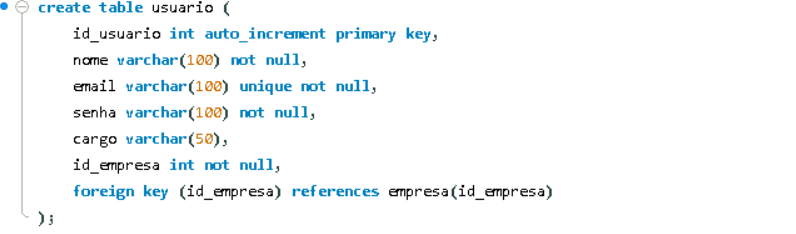 create table usuario (
id_usuario int auto_increment primary key,
nome varchar(100) not null,
email varchar(100) unique not null,
senha varchar(100) not null,
cargo varchar(50),
id_empresa int not null,
foreign key (id_empresa) references empresa(id_empresa)
);